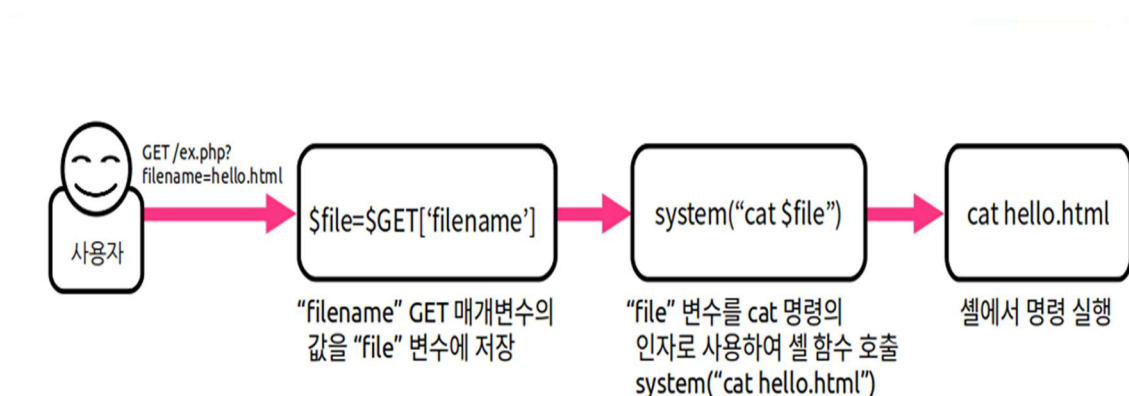 GET /ex.php?
filename=hello.html
사용자
$file=$GET[‘filename’]
“filename” GET 매개변수의
값을 “file” 변수에 저장
system(“cat $file”)
“file” 변수를 cat 명령의
인자로 사용하여 셸 함수 호출
system(“cat hello.html”)
cat hello.html
셸에서 명령 실행